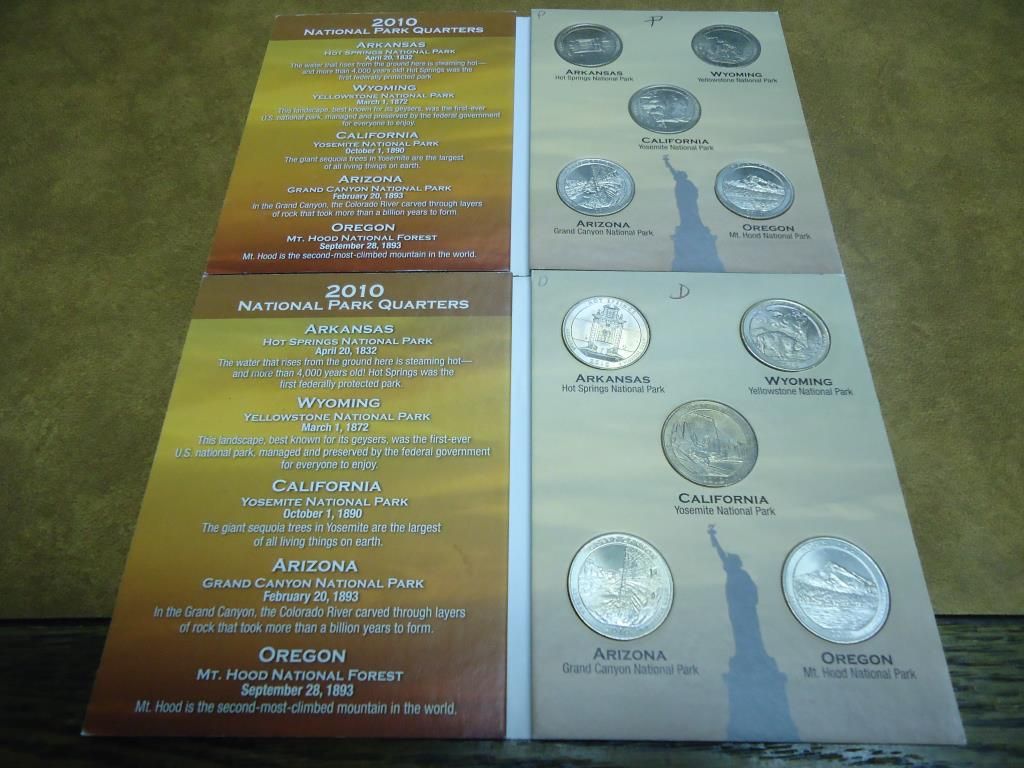 2010
NATIONAL PARK QUARTERS
ARKANSAS
HOT SPRINGS NATIONAL PARK
April 20, 1832
The water that rises from the ground here is steaming hot—
and more than 4,000 years old! Hot Springs was the
first federally protected park.
WYOMING
YELLOWSTONE NATIONAL PARK
March 1, 1872
This landscape, best known for its geysers, was the first-ever
U.S. national park, managed and preserved by the federal government
for everyone to enjoy.
CALIFORNIA
YOSEMITE NATIONAL PARK
October 1, 1890
The giant sequoia trees in Yosemite are the largest
of all living things on earth.
ARIZONA
GRAND CANYON NATIONAL PARK
February 20, 1893
In the Grand Canyon, the Colorado River carved through layers
of rock that took more than a billion years to form.
OREGON
MT. HOOD NATIONAL FOREST
September 28, 1893
Mt. Hood is the second-most-climbed mountain in the world.
P P
ARKANSAS
Hot Springs National Park
WYOMING
Yellowstone National Park
CALIFORNIA
Yosemite National Park
ARIZONA
Grand Canyon National Park
OREGON
Mt. Hood National Park
2010
NATIONAL PARK QUARTERS
ARKANSAS
HOT SPRINGS NATIONAL PARK
April 20, 1832
The water that rises from the ground here is steaming hot—
and more than 4,000 years old! Hot Springs was the
first federally protected park.
WYOMING
YELLOWSTONE NATIONAL PARK
March 1, 1872
This landscape, best known for its geysers, was the first-ever
U.S. national park, managed and preserved by the federal government
for everyone to enjoy.
CALIFORNIA
YOSEMITE NATIONAL PARK
October 1, 1890
The giant sequoia trees in Yosemite are the largest
of all living things on earth.
ARIZONA
GRAND CANYON NATIONAL PARK
February 20, 1893
In the Grand Canyon, the Colorado River carved through layers
of rock that took more than a billion years to form.
OREGON
MT. HOOD NATIONAL FOREST
September 28, 1893
Mt. Hood is the second-most-climbed mountain in the world.
D D
HOT SPRINGS
ARKANSAS
Hot Springs National Park
WYOMING
Yellowstone National Park
CALIFORNIA
Yosemite National Park
ARIZONA
Grand Canyon National Park
OREGON
Mt. Hood National Park